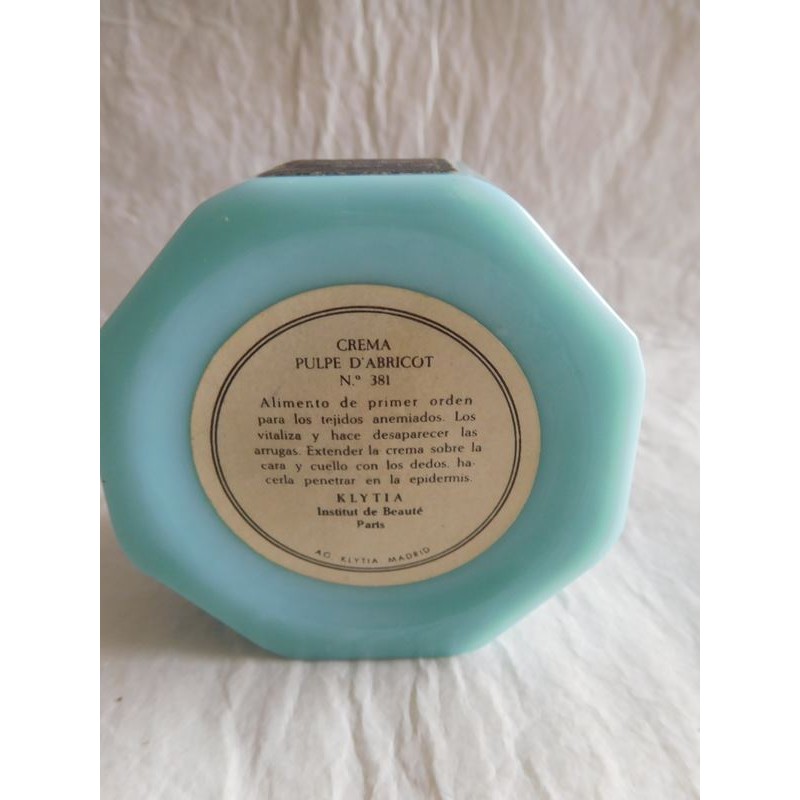 CREMA
PULPE D'ABRICOT
N.º 381
Alimento de primer orden
para los tejidos anemiados. Los
vitaliza y hace desaparecer las
arrugas. Extender la crema sobre la
cara y cuello con los dedos, ha-
cerla penetrar en la epidermis.
KLYTIA
Institut de Beauté
Paris
AG. KLYTIA. MADRID